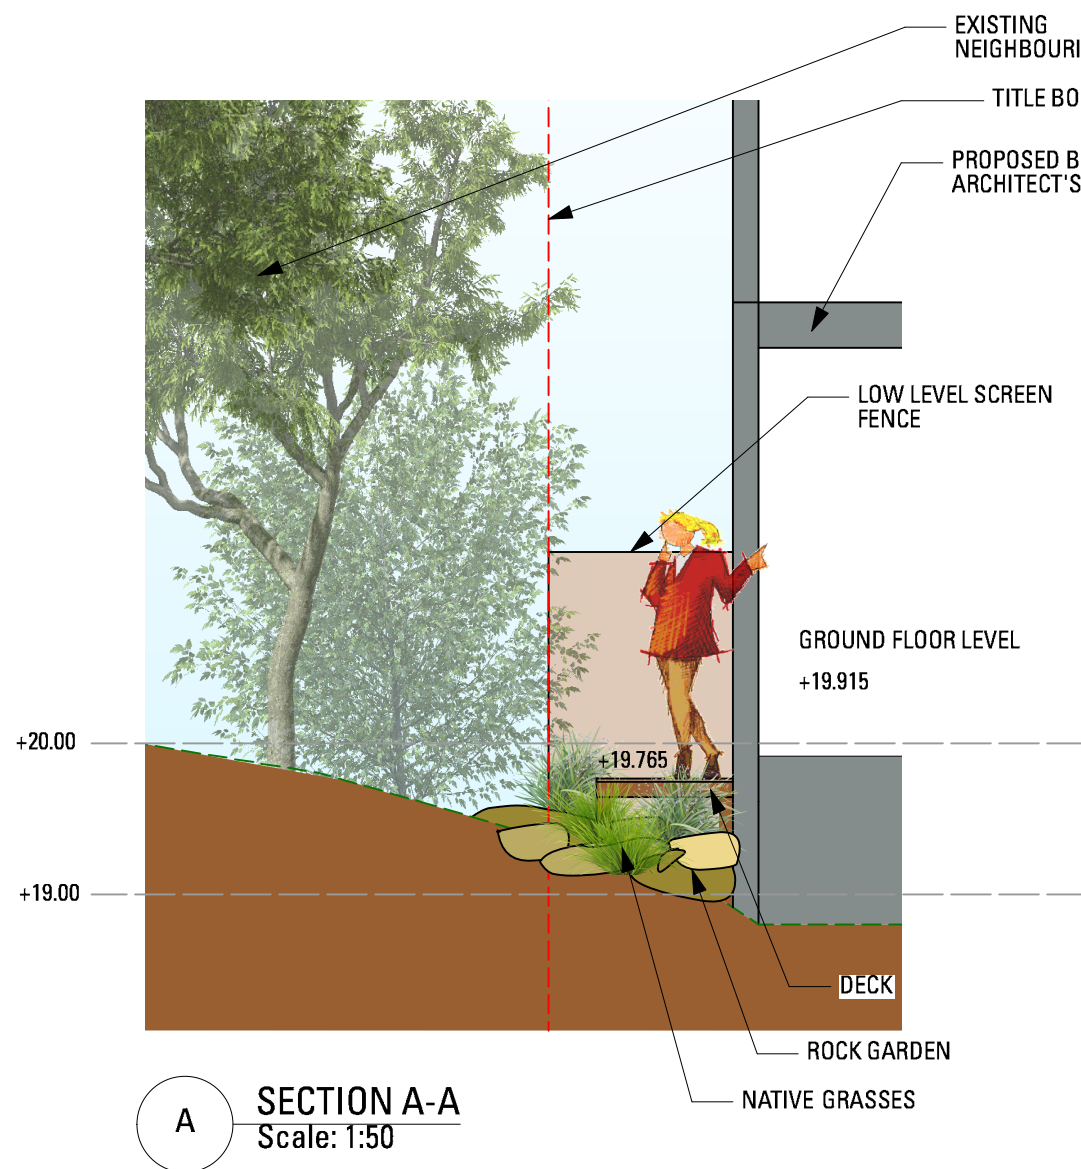 EXISTING
NEIGHBOURI
TITLE BO
PROPOSED B
ARCHITECT'S
LOW LEVEL SCREEN
FENCE
GROUND FLOOR LEVEL
+19.915
+20.00
+19.765
+19.00
DECK
ROCK GARDEN
NATIVE GRASSES
A
SECTION A-A
Scale: 1:50